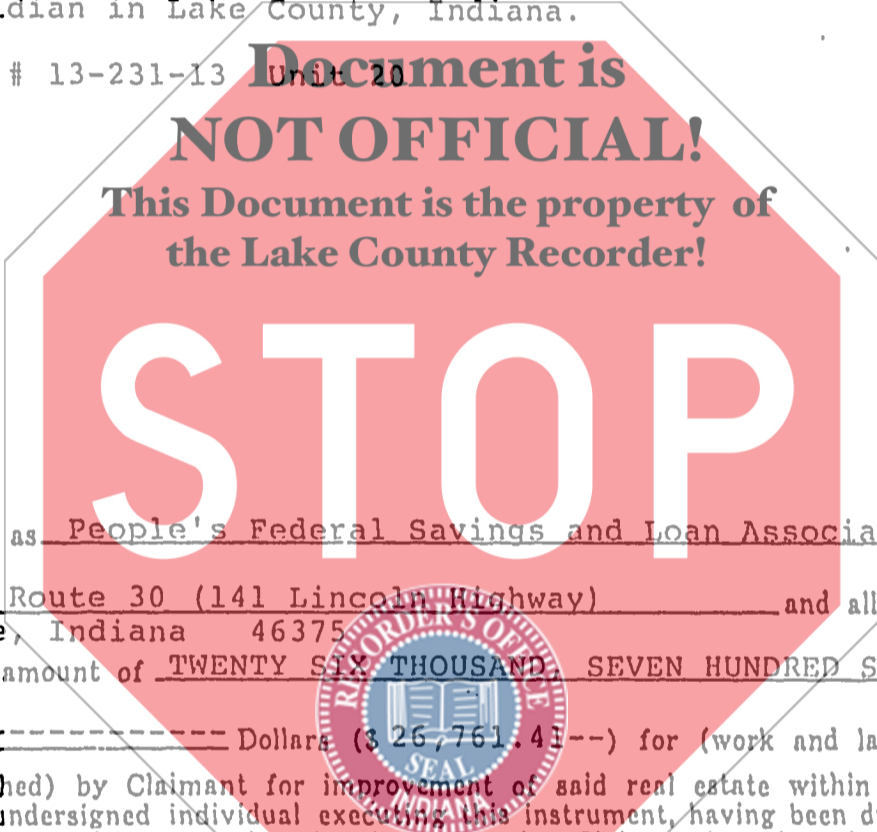 dian in Lake County, Indiana.
# 13-231-13 Unit 20
Document is
NOT OFFICIAL!
This Document is the property of
the Lake County Recorder!
STOP
as People's Federal Savings and Loan Associa
Route 30 (141 Lincoln Highway) and all
e, Indiana 46375
amount of TWENTY SIX THOUSAND, SEVEN HUNDRED S
Dollars ($ 26,761.41--) for (work and la
hed) by Claimant for improvement of said real estate within
undersigned individual executing this instrument, having been d
RECORDER'S OFFICE
SEAL
INDIANA